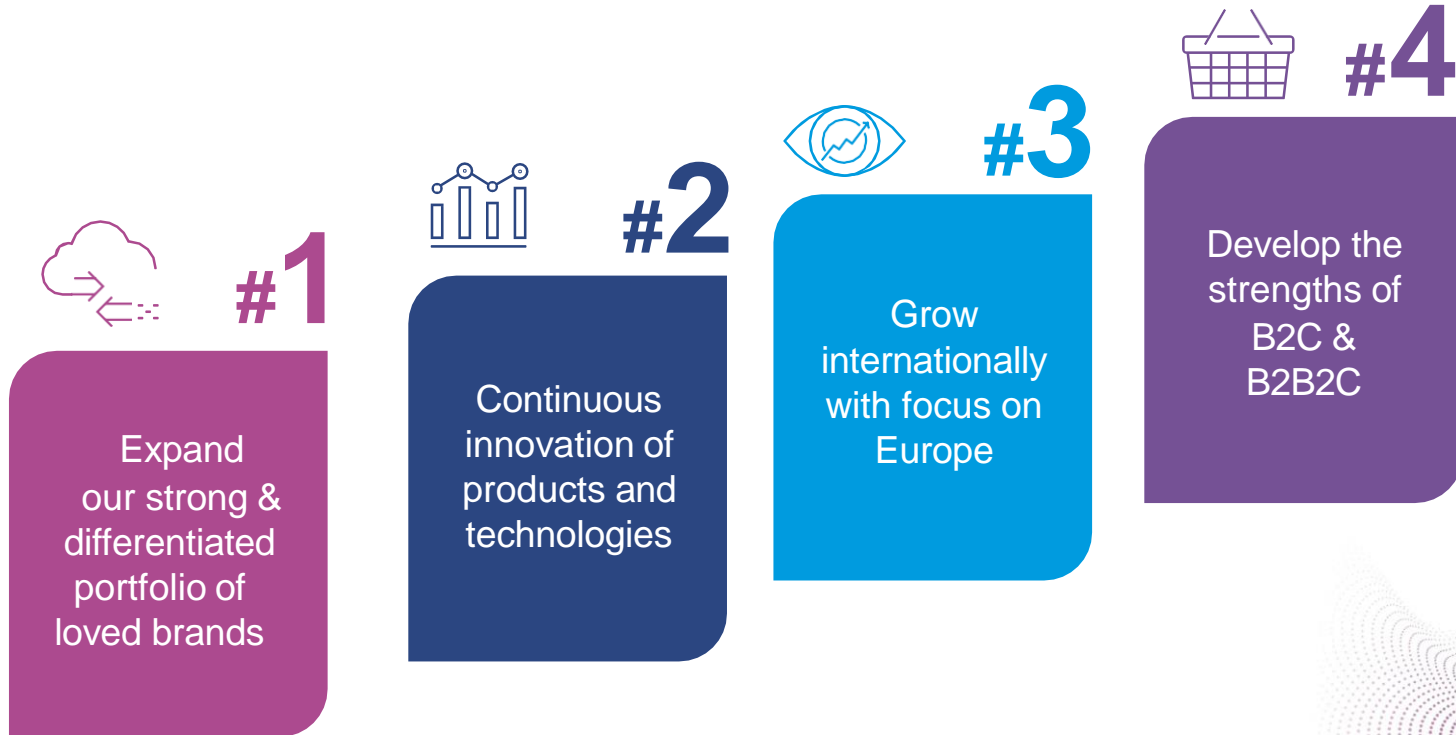 #1
Expand
our strong &
differentiated
portfolio of
loved brands
#2
Continuous
innovation of
products and
technologies
#3
Grow
internationally
with focus on
Europe
#4
Develop the
strengths of
B2C &
B2B2C